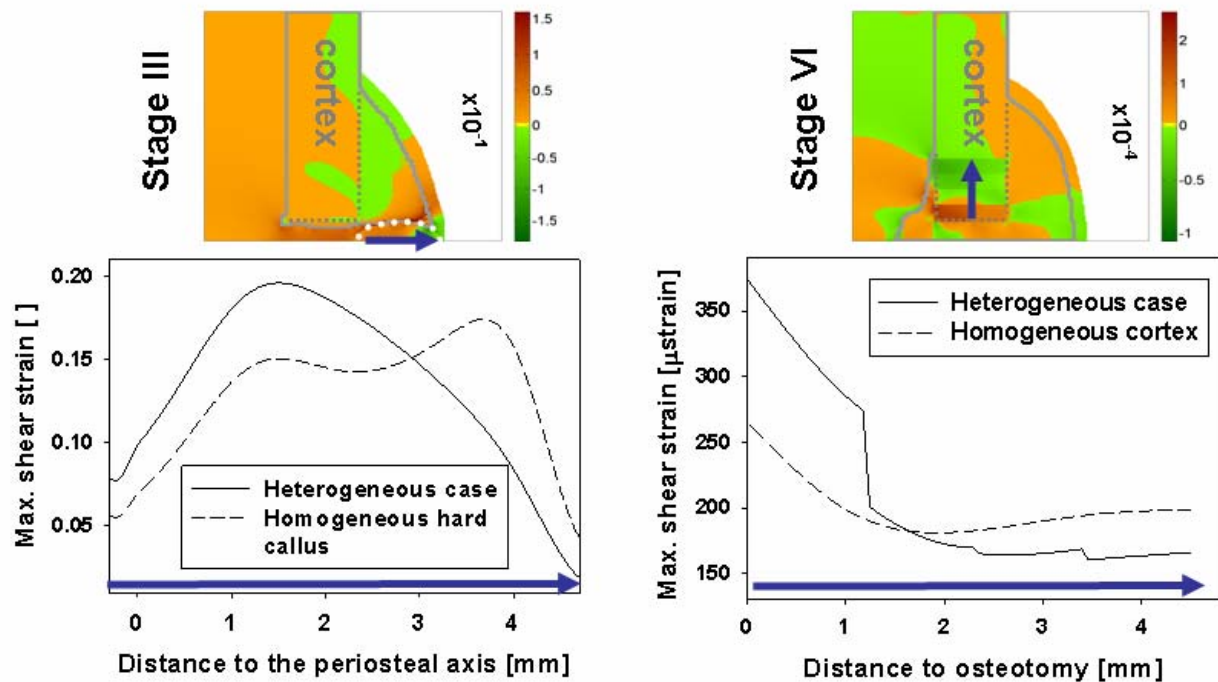 Stage III
cortex
1.5
1
0.5
0
-0.5
-1
-1.5
x10-1
Stage VI
cortex
2
1
0
-0.5
-1
x10-4
Max. shear strain [ ]
0.20
0.15
0.10
0.05
Heterogeneous case
Homogeneous hard
callus
0 1 2 3 4
Distance to the periosteal axis [mm]
Max. shear strain [µstrain]
350
300
250
200
150
Heterogeneous case
Homogeneous cortex
0 1 2 3 4
Distance to osteotomy [mm]